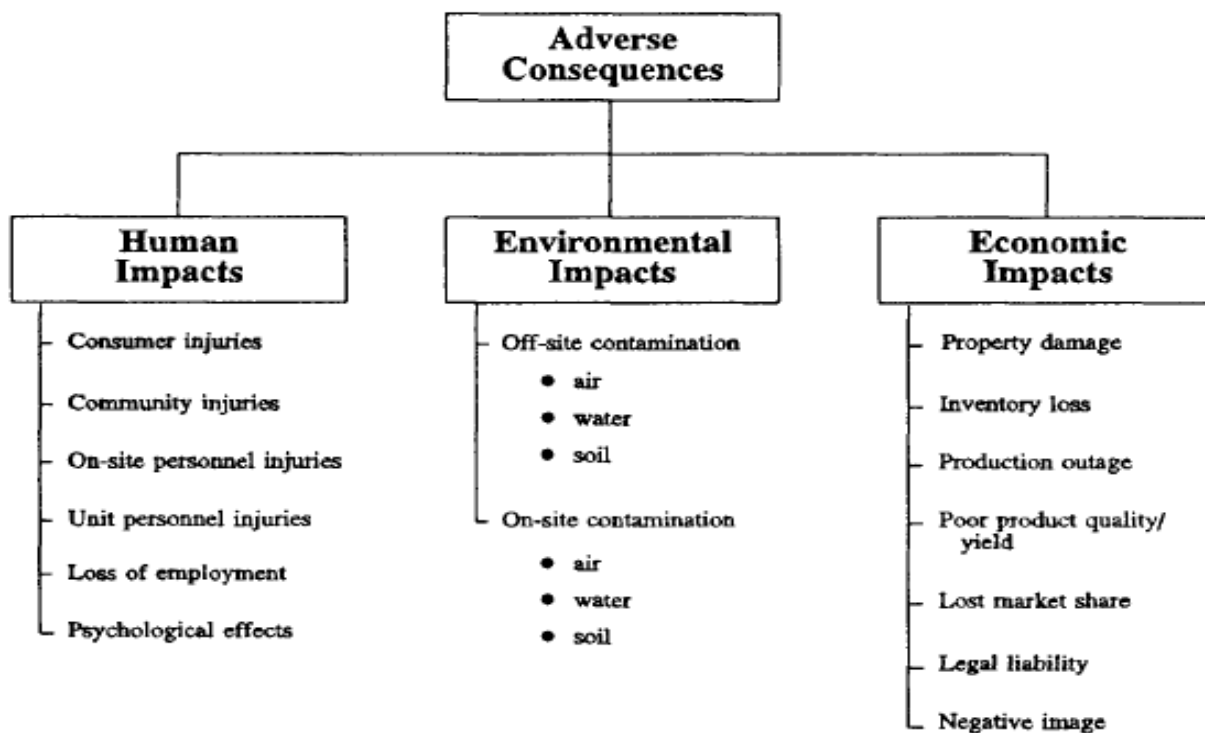 Adverse
Consequences
Human
Impacts
Consumer injuries
Community injuries
On-site personnel injuries
Unit personnel injuries
Loss of employment
Psychological effects
Environmental
Impacts
Off-site contamination
● air
● water
● soil
On-site contamination
● air
● water
● soil
Economic
Impacts
Property damage
Inventory loss
Production outage
Poor product quality/
yield
Lost market share
Legal liability
Negative image